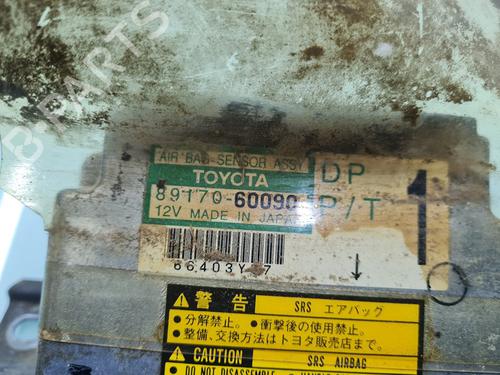 B-PARTS
AIR BAG SENSOR ASSY
TOYOTA
89170-60090
12V MADE IN JAPAN
DP
P/T
1
警告 SRS エアバッグ
●分解禁止。●衝撃後の使用禁止。
●整備、交換方法はトヨタ販売店まで。
CAUTION SRS AIRBAG
DO NOT DISASSEMBLE